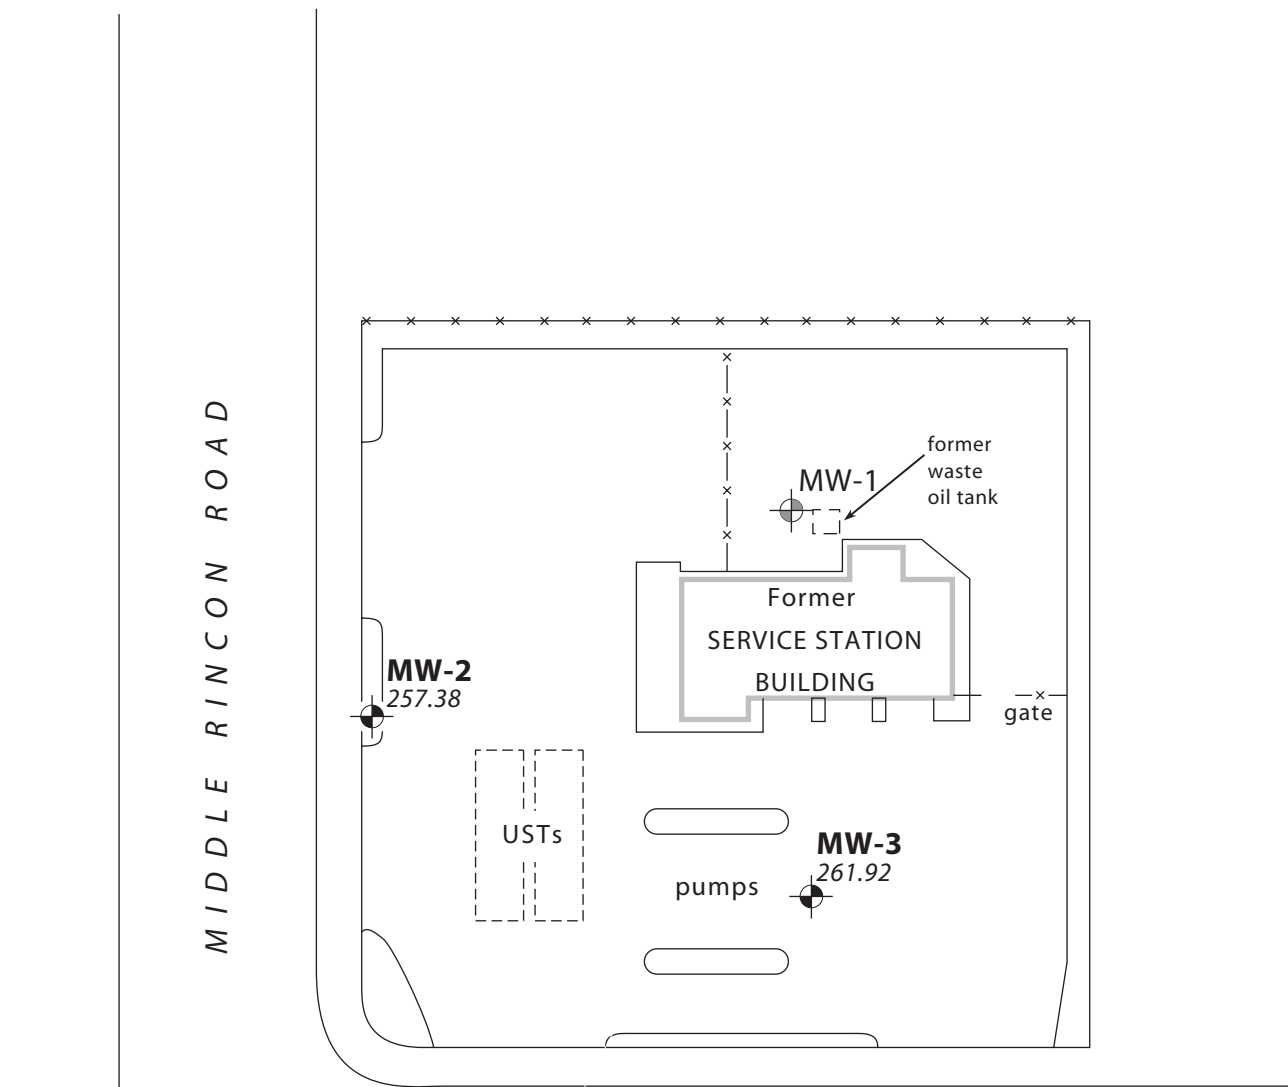 MIDDLE RINCON ROAD
former
waste
oil tank
MW-1
Former
SERVICE STATION
BUILDING
MW-2
257.38
gate
USTs
MW-3
261.92
pumps